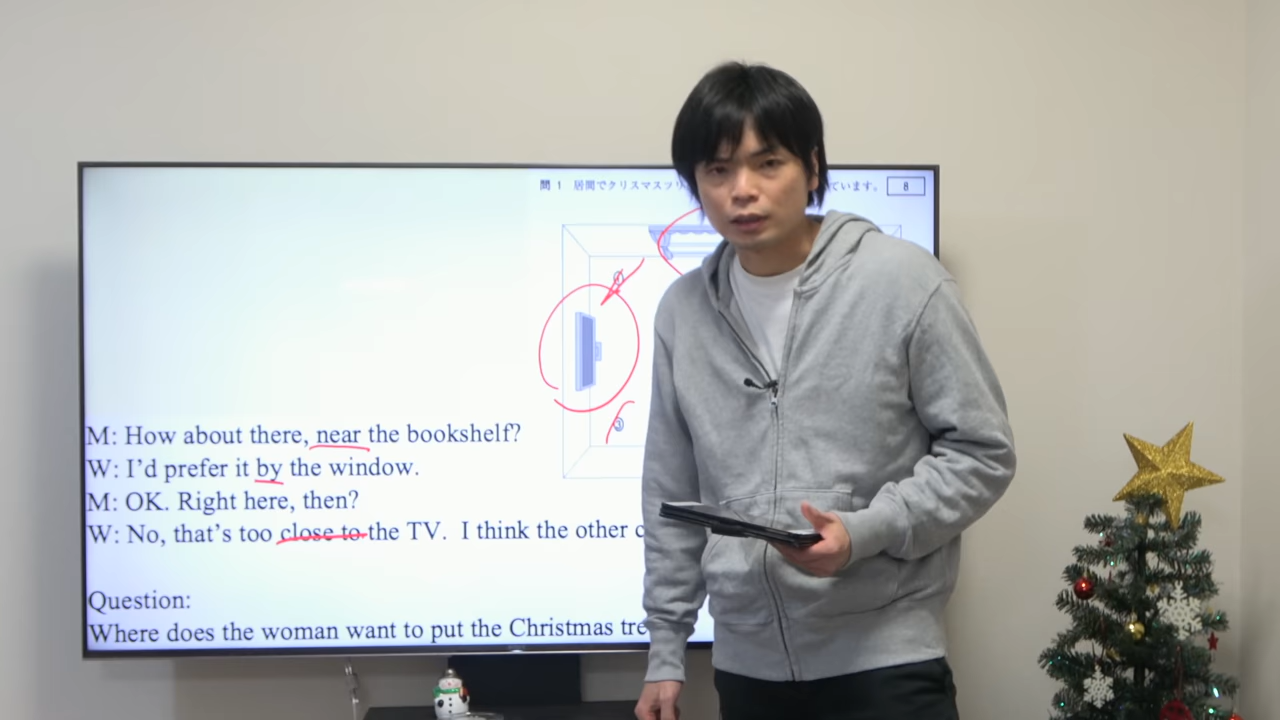 問 1 居間でクリスマスツリ
ています。 8
①
③
M: How about there, near the bookshelf?
W: I'd prefer it by the window.
M: OK. Right here, then?
W: No, that's too close to the TV. I think the other c
Question:
Where does the woman want to put the Christmas tre